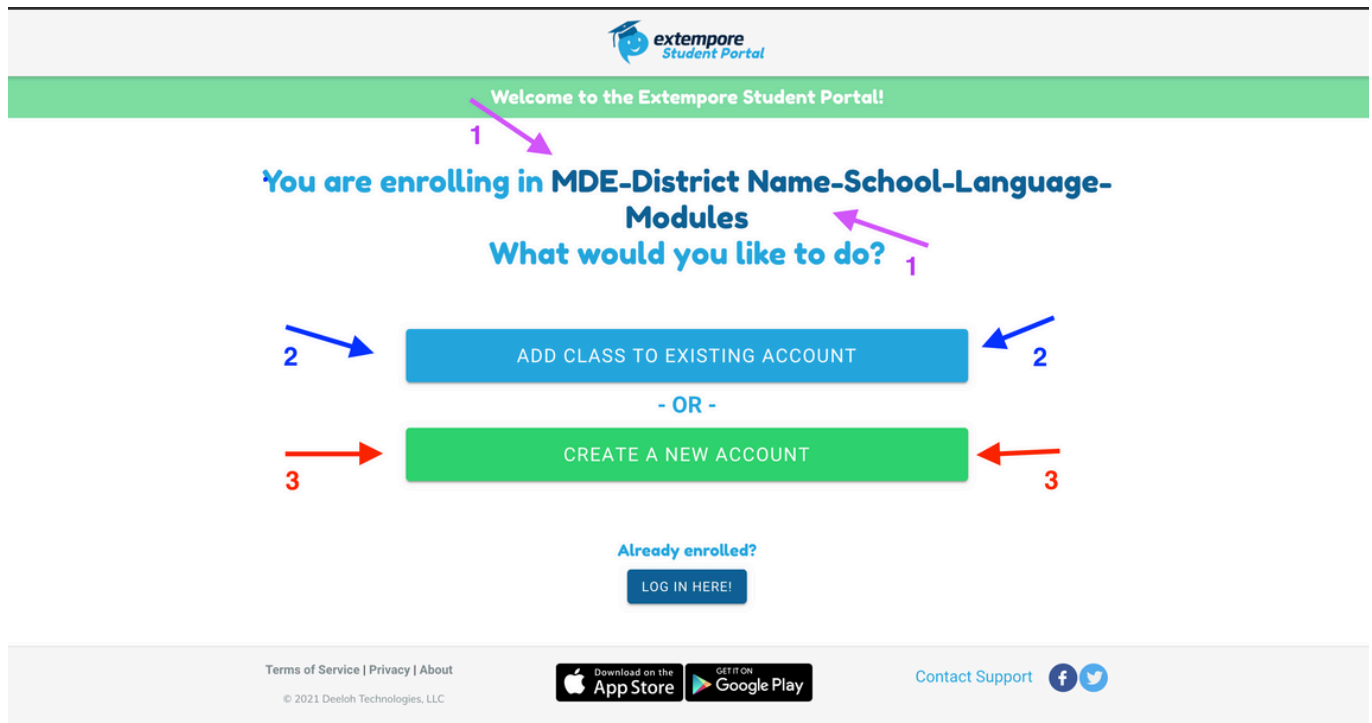 extempore
Student Portal
Welcome to the Extempore Student Portal!
1
You are enrolling in MDE-District Name-School-Language-
Modules
What would you like to do?
1
2
ADD CLASS TO EXISTING ACCOUNT
2
- OR -
3
CREATE A NEW ACCOUNT
3
Already enrolled?
LOG IN HERE!
Terms of Service | Privacy | About
© 2021 Deeloh Technologies, LLC
Download on the
App Store
GET IT ON
Google Play
Contact Support